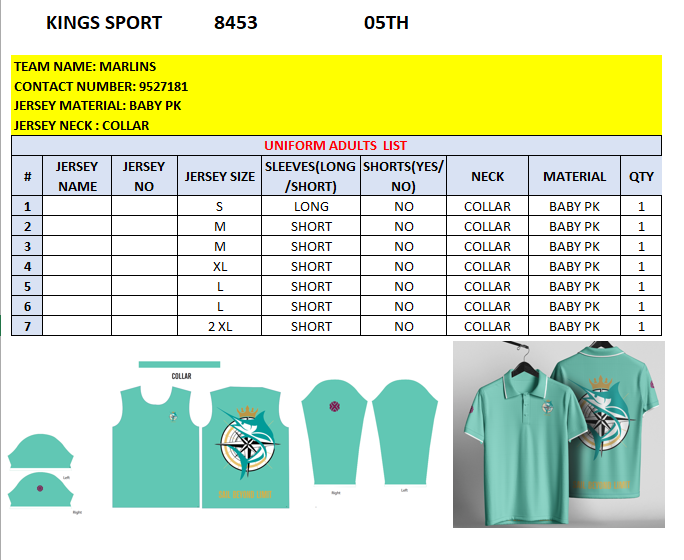 KINGS SPORT 8453 05TH
TEAM NAME: MARLINS
CONTACT NUMBER: 9527181
JERSEY MATERIAL: BABY PK
JERSEY NECK : COLLAR
UNIFORM ADULTS LIST
# JERSEY NAME JERSEY NO JERSEY SIZE SLEEVES(LONG/SHORT) SHORTS(YES/NO) NECK MATERIAL QTY
1 S LONG NO COLLAR BABY PK 1
2 M SHORT NO COLLAR BABY PK 1
3 M SHORT NO COLLAR BABY PK 1
4 XL SHORT NO COLLAR BABY PK 1
5 L SHORT NO COLLAR BABY PK 1
6 L SHORT NO COLLAR BABY PK 1
7 2 XL SHORT NO COLLAR BABY PK 1
COLLAR
Left
Right
Right
Left